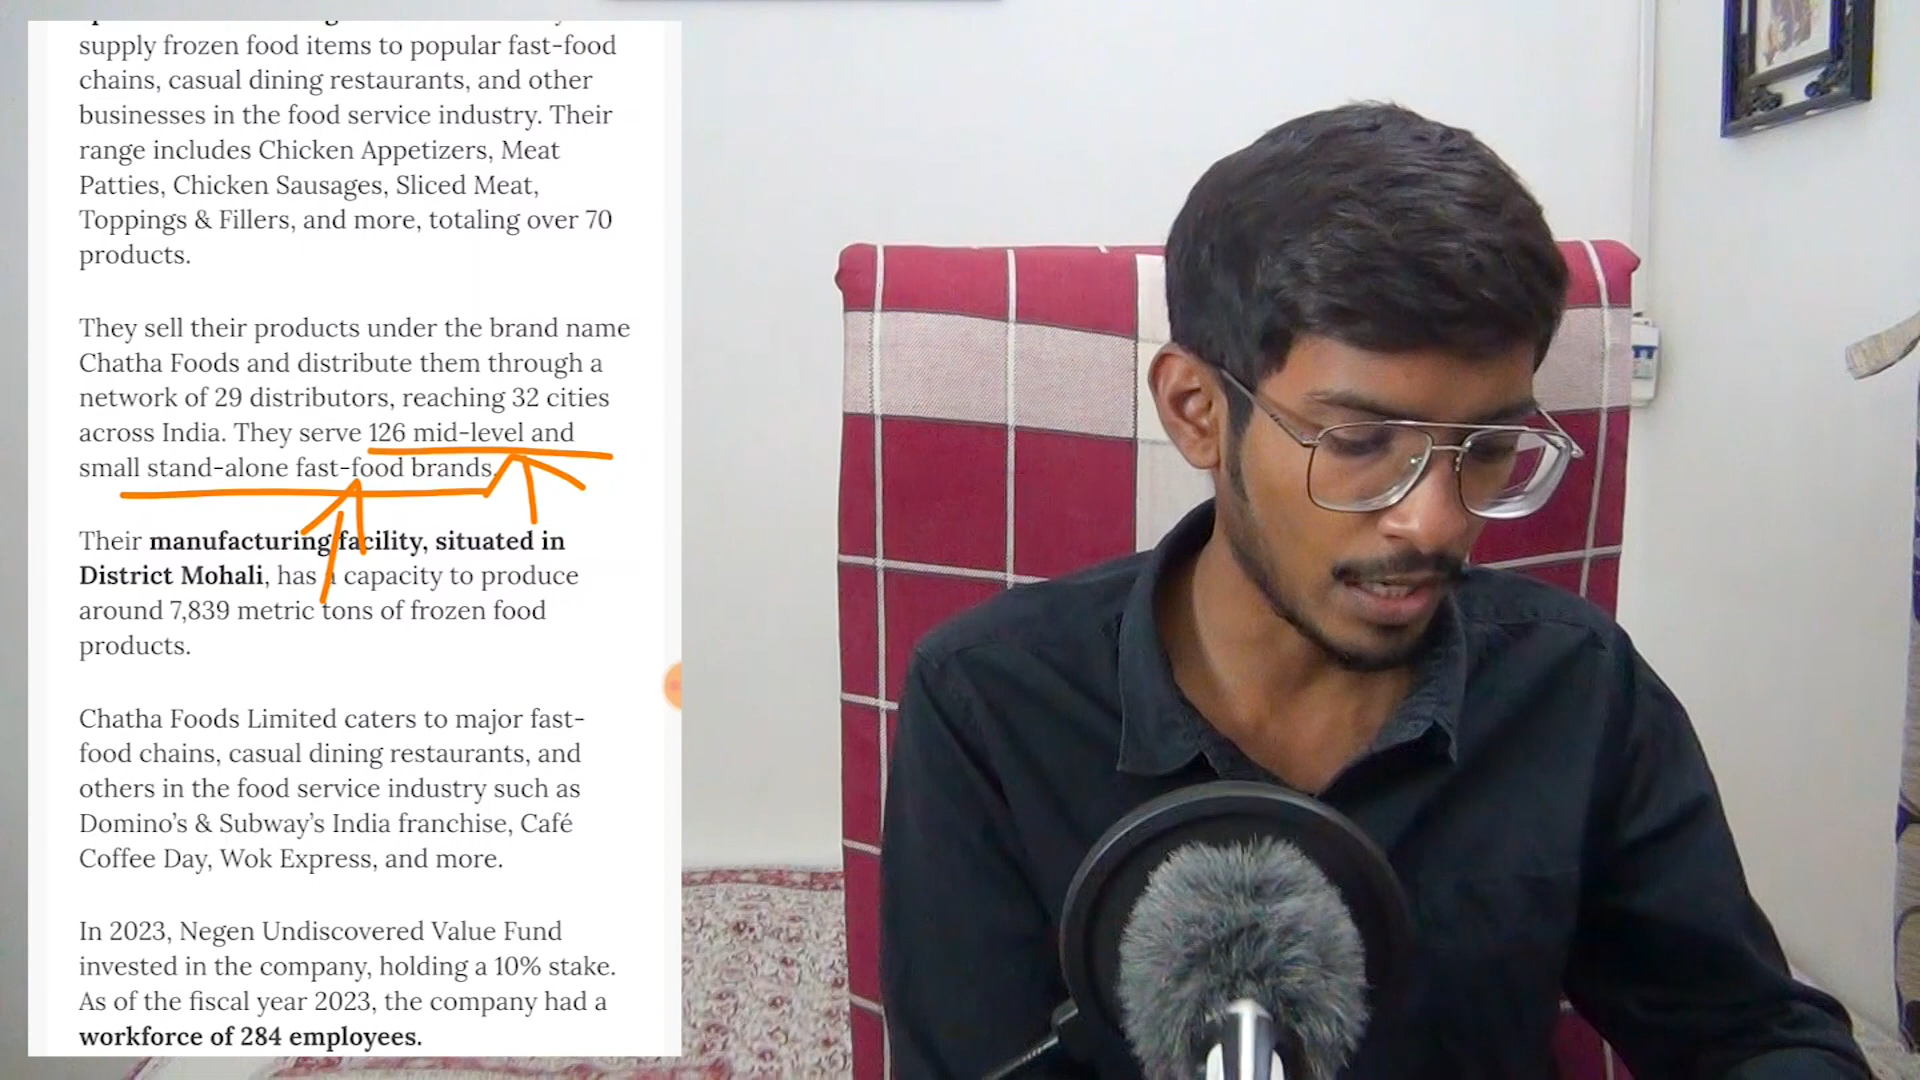 supply frozen food items to popular fast-food
chains, casual dining restaurants, and other
businesses in the food service industry. Their
range includes Chicken Appetizers, Meat
Patties, Chicken Sausages, Sliced Meat,
Toppings & Fillers, and more, totaling over 70
products.
They sell their products under the brand name
Chatha Foods and distribute them through a
network of 29 distributors, reaching 32 cities
across India. They serve 126 mid-level and
small stand-alone fast-food brands.
Their manufacturing facility, situated in
District Mohali, has a capacity to produce
around 7,839 metric tons of frozen food
products.
Chatha Foods Limited caters to major fast-
food chains, casual dining restaurants, and
others in the food service industry such as
Domino’s & Subway’s India franchise, Café
Coffee Day, Wok Express, and more.
In 2023, Negen Undiscovered Value Fund
invested in the company, holding a 10% stake.
As of the fiscal year 2023, the company had a
workforce of 284 employees.